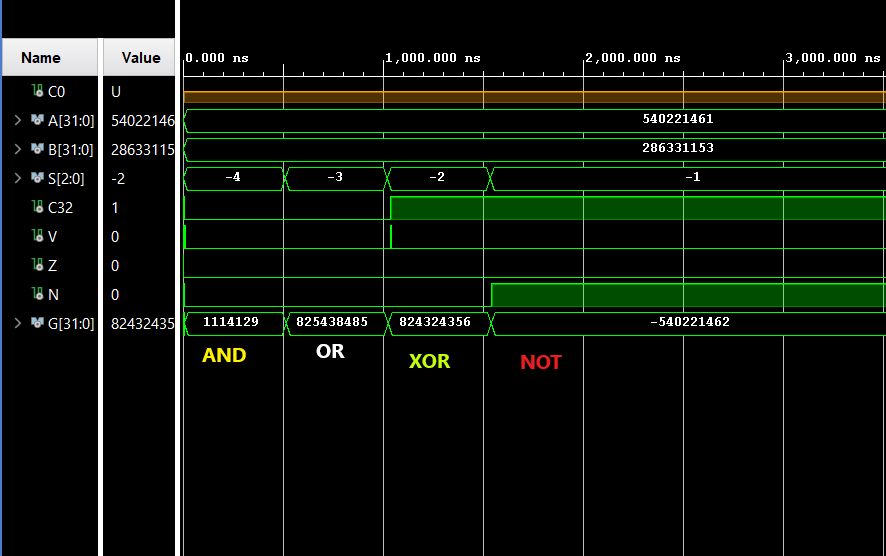 0.000 ns 1,000.000 ns 2,000.000 ns 3,000.000 ns
Name Value
C0 U
A[31:0] 54022146 540221461
B[31:0] 28633115 286331153
S[2:0] -2 -4 -3 -2 -1
C32 1
V 0
Z 0
N 0
G[31:0] 82432435 1114129 825438485 824324356 -540221462
AND OR XOR NOT